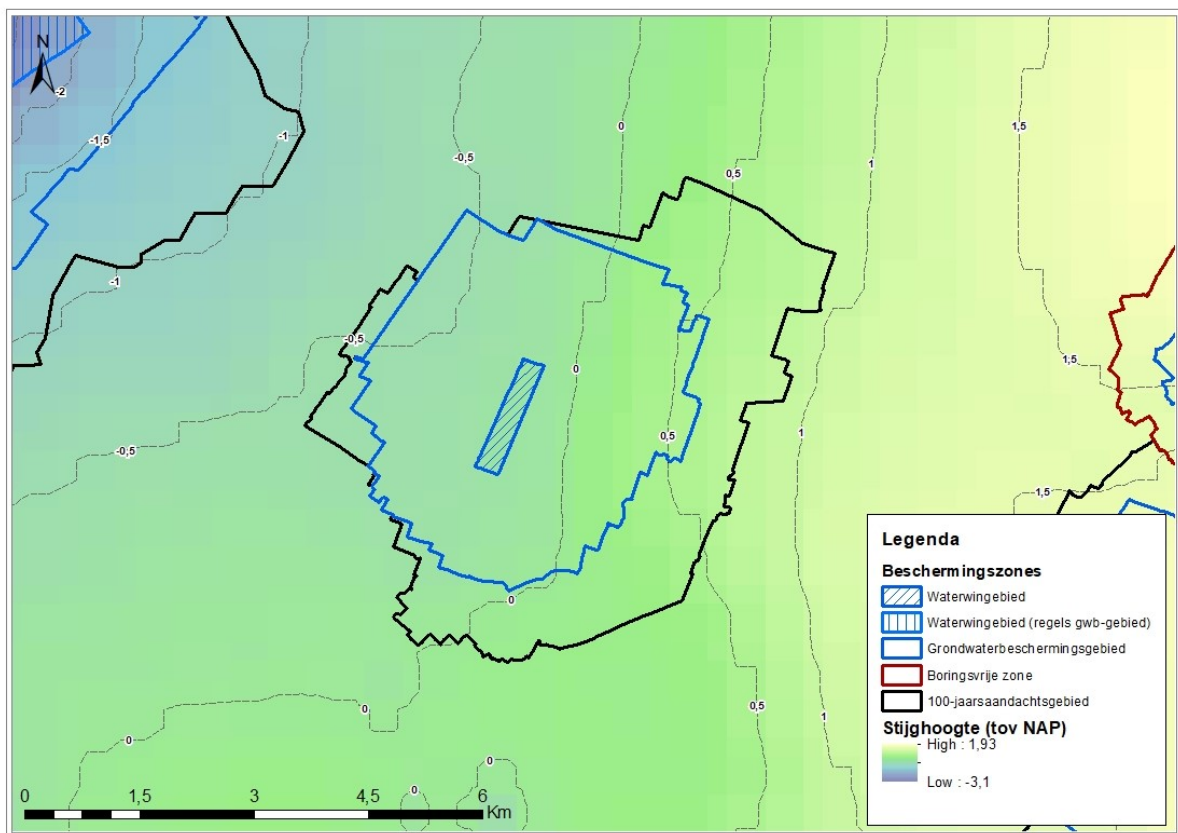 N
-2
-1,5
-1
-0,5
0
0,5
1
1,5
-1
-0,5
0
1,5
-0,5
0,5
1
1,5
0
0
0
0,5
1
0
0
0 1,5 3 4,5 6
Km
Legenda
Beschermingszones
Waterwingebied
Waterwingebied (regels gwb-gebied)
Grondwaterbeschermingsgebied
Boringsvrije zone
100-jaarsaandachtsgebied
Stijghoogte (tov NAP)
High : 1,93
Low : -3,1